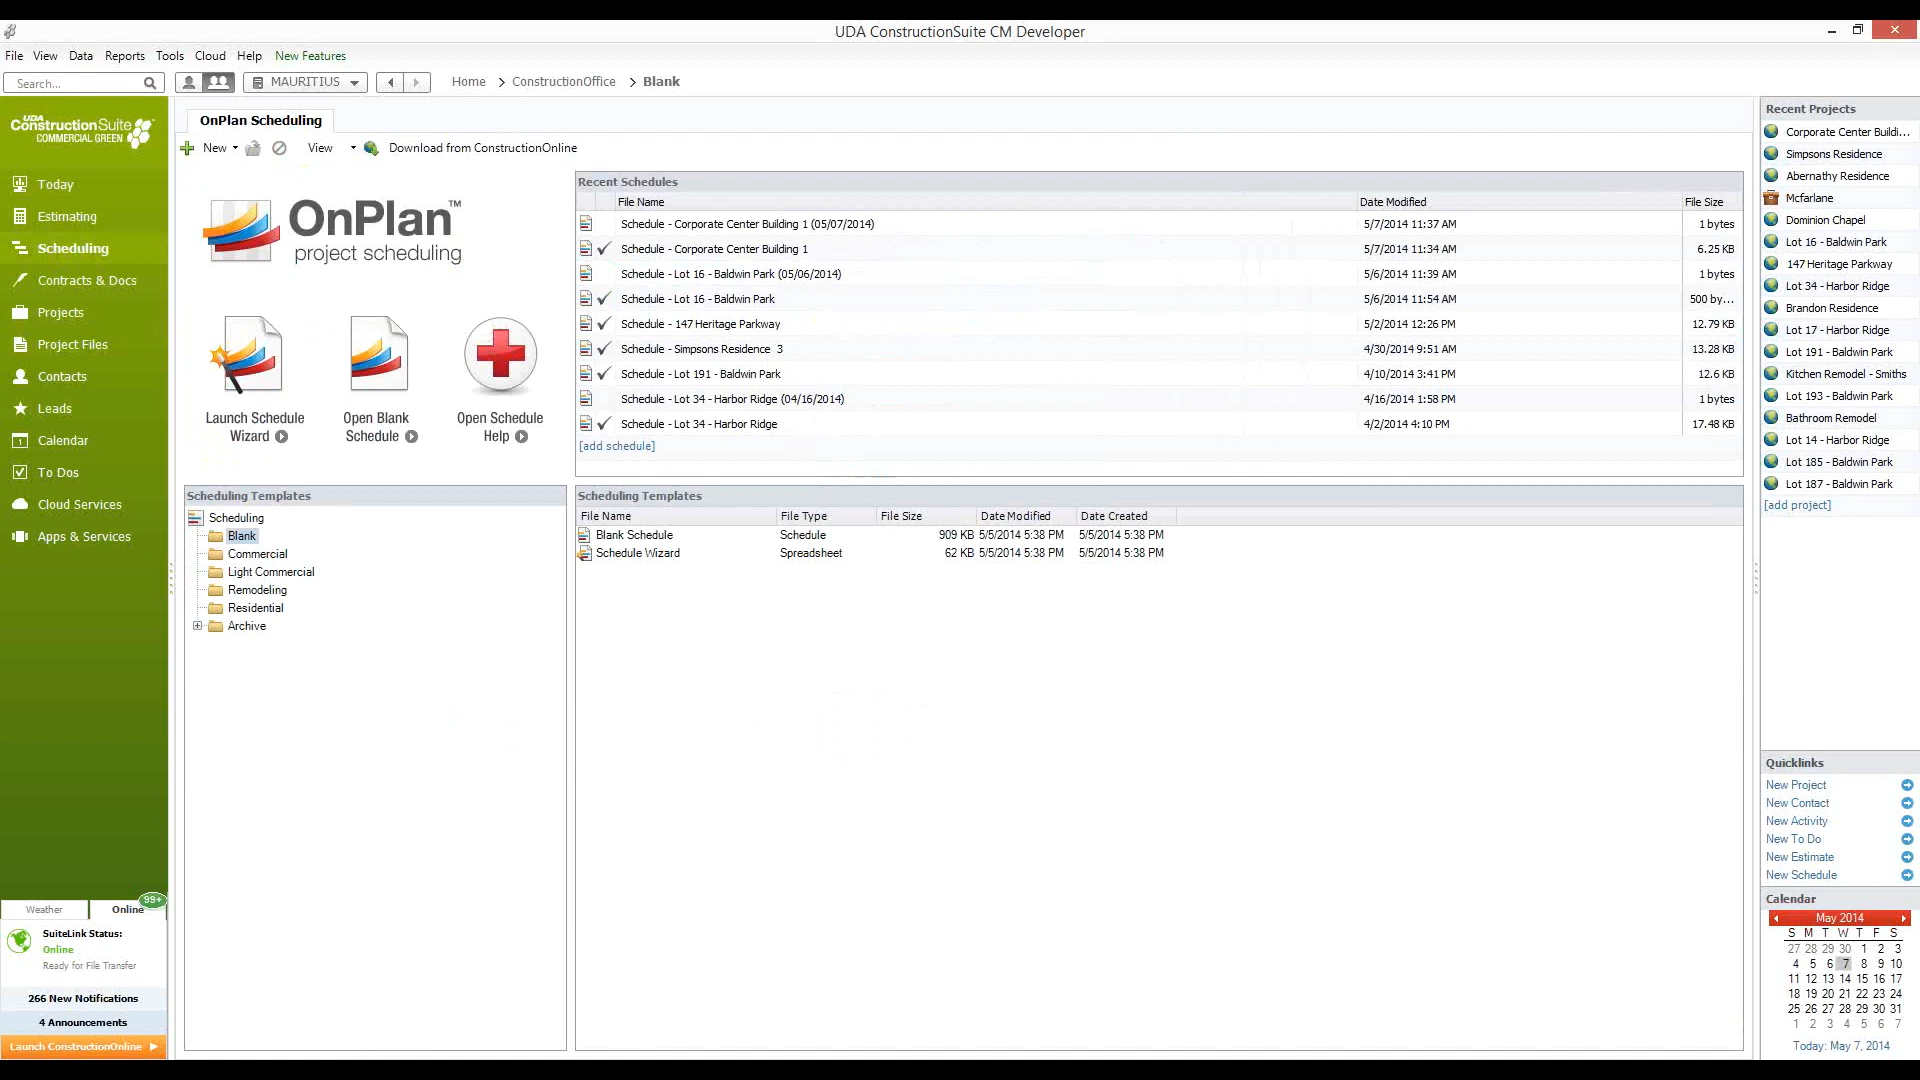 UDA ConstructionSuite CM Developer
File View Data Reports Tools Cloud Help New Features
Search... MAURITIUS Home ConstructionOffice Blank
UDA
ConstructionSuite
COMMERCIAL GREEN
Today
Estimating
Scheduling
Contracts & Docs
Projects
Project Files
Contacts
Leads
1 Calendar
To Dos
Cloud Services
Apps & Services
Weather Online 99+
SuiteLink Status:
Online
Ready for File Transfer
266 New Notifications
4 Announcements
Launch ConstructionOnline
OnPlan Scheduling
New View Download from ConstructionOnline
OnPlan™
project scheduling
Launch Schedule
Wizard
Open Blank
Schedule
Open Schedule
Help
Recent Schedules
File Name Date Modified File Size
Schedule - Corporate Center Building 1 (05/07/2014) 5/7/2014 11:37 AM 1 bytes
Schedule - Corporate Center Building 1 5/7/2014 11:34 AM 6.25 KB
Schedule - Lot 16 - Baldwin Park (05/06/2014) 5/6/2014 11:39 AM 1 bytes
Schedule - Lot 16 - Baldwin Park 5/6/2014 11:54 AM 500 by...
Schedule - 147 Heritage Parkway 5/2/2014 12:26 PM 12.79 KB
Schedule - Simpsons Residence 3 4/30/2014 9:51 AM 13.28 KB
Schedule - Lot 191 - Baldwin Park 4/10/2014 3:41 PM 12.6 KB
Schedule - Lot 34 - Harbor Ridge (04/16/2014) 4/16/2014 1:58 PM 1 bytes
Schedule - Lot 34 - Harbor Ridge 4/2/2014 4:10 PM 17.48 KB
[add schedule]
Scheduling Templates
Scheduling
Blank
Commercial
Light Commercial
Remodeling
Residential
Archive
Scheduling Templates
File Name File Type File Size Date Modified Date Created
Blank Schedule Schedule 909 KB 5/5/2014 5:38 PM 5/5/2014 5:38 PM
Schedule Wizard Spreadsheet 62 KB 5/5/2014 5:38 PM 5/5/2014 5:38 PM
Recent Projects
Corporate Center Buildi...
Simpsons Residence
Abernathy Residence
Mcfarlane
Dominion Chapel
Lot 16 - Baldwin Park
147 Heritage Parkway
Lot 34 - Harbor Ridge
Brandon Residence
Lot 17 - Harbor Ridge
Lot 191 - Baldwin Park
Kitchen Remodel - Smiths
Lot 193 - Baldwin Park
Bathroom Remodel
Lot 14 - Harbor Ridge
Lot 185 - Baldwin Park
Lot 187 - Baldwin Park
[add project]
Quicklinks
New Project
New Contact
New Activity
New To Do
New Estimate
New Schedule
Calendar
May 2014
S M T W T F S
27 28 29 30 1 2 3
4 5 6 7 8 9 10
11 12 13 14 15 16 17
18 19 20 21 22 23 24
25 26 27 28 29 30 31
1 2 3 4 5 6 7
Today: May 7, 2014